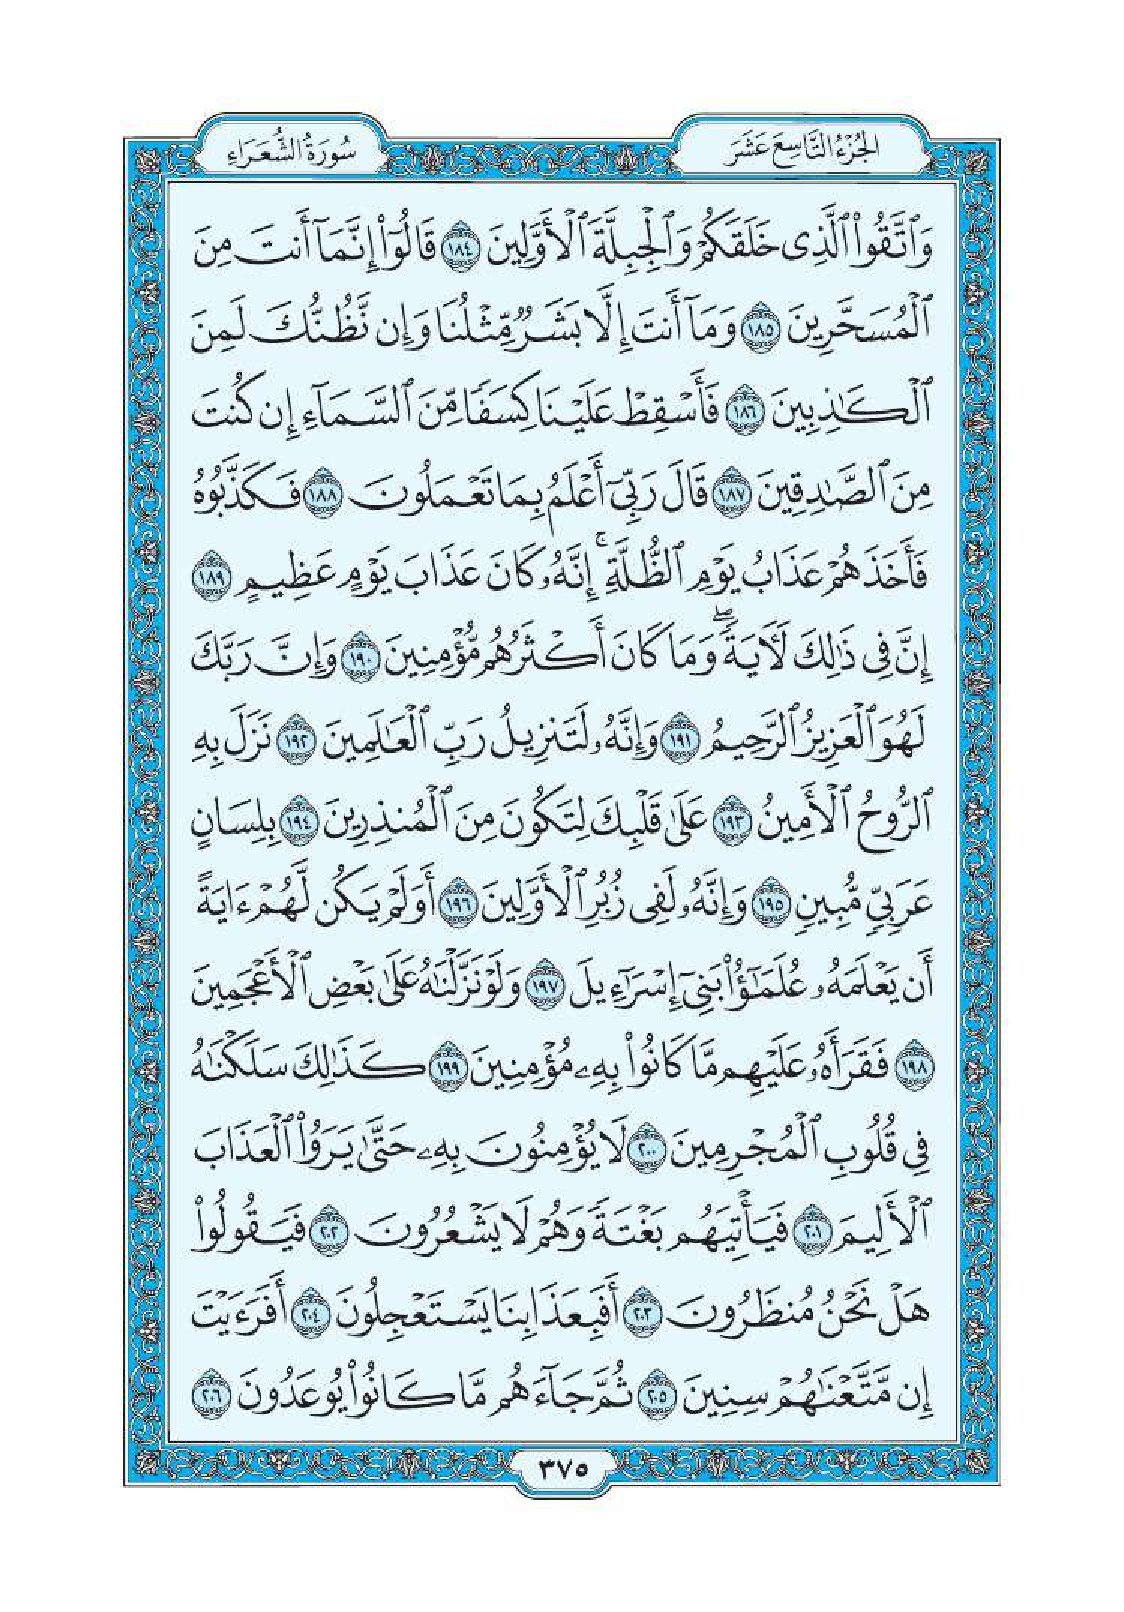 الجُزْءُ التَّاسِعَ عَشَرَ
سُورَةُ الشُّعَرَاءِ
وَٱتَّقُواْ ٱلَّذِى خَلَقَكُمْ وَٱلْجِبِلَّةَ ٱلْأَوَّلِينَ ١٨٤ قَالُوٓاْ إِنَّمَآ أَنتَ مِنَ
ٱلْمُسَحَّرِينَ ١٨٥ وَمَآ أَنتَ إِلَّا بَشَرٌ مِّثْلُنَا وَإِن نَّظُنُّكَ لَمِنَ
ٱلْكَٰذِبِينَ ١٨٦ فَأَسْقِطْ عَلَيْنَا كِسَفًا مِّنَ ٱلسَّمَآءِ إِن كُنتَ
مِنَ ٱلصَّٰدِقِينَ ١٨٧ قَالَ رَبِّىٓ أَعْلَمُ بِمَا تَعْمَلُونَ ١٨٨ فَكَذَّبُوهُ
فَأَخَذَهُمْ عَذَابُ يَوْمِ ٱلظُّلَّةِ ۚ إِنَّهُۥ كَانَ عَذَابَ يَوْمٍ عَظِيمٍ ١٨٩
إِنَّ فِى ذَٰلِكَ لَأٓيَةً ۖ وَمَا كَانَ أَكْثَرُهُم مُّؤْمِنِينَ ١٩٠ وَإِنَّ رَبَّكَ
لَهُوَ ٱلْعَزِيزُ ٱلرَّحِيمُ ١٩١ وَإِنَّهُۥ لَتَنزِيلُ رَبِّ ٱلْعَٰلَمِينَ ١٩٢ نَزَلَ بِهِ
ٱلرُّوحُ ٱلْأَمِينُ ١٩٣ عَلَىٰ قَلْبِكَ لِتَكُونَ مِنَ ٱلْمُنذِرِينَ ١٩٤ بِلِسَانٍ
عَرَبِىٍّ مُّبِينٍ ١٩٥ وَإِنَّهُۥ لَفِى زُبُرِ ٱلْأَوَّلِينَ ١٩٦ أَوَلَمْ يَكُن لَّهُمْ ءَايَةً
أَن يَعْلَمَهُۥ عُلَمَٰٓؤُاْ بَنِىٓ إِسْرَٰٓءِيلَ ١٩٧ وَلَوْ نَزَّلْنَٰهُ عَلَىٰ بَعْضِ ٱلْأَعْجَمِينَ
١٩٨ فَقَرَأَهُۥ عَلَيْهِم مَّا كَانُواْ بِهِۦ مُؤْمِنِينَ ١٩٩ كَذَٰلِكَ سَلَكْنَٰهُ
فِى قُلُوبِ ٱلْمُجْرِمِينَ ٢٠٠ لَا يُؤْمِنُونَ بِهِۦ حَتَّىٰ يَرَوُاْ ٱلْعَذَابَ
ٱلْأَلِيمَ ٢٠١ فَيَأْتِيَهُم بَغْتَةً وَهُمْ لَا يَشْعُرُونَ ٢٠٢ فَيَقُولُواْ
هَلْ نَحْنُ مُنظَرُونَ ٢٠٣ أَفَبِعَذَابِنَا يَسْتَعْجِلُونَ ٢٠٤ أَفَرَءَيْتَ
إِن مَّتَّعْنَٰهُمْ سِنِينَ ٢٠٥ ثُمَّ جَآءَهُم مَّا كَانُواْ يُوعَدُونَ ٢٠٦
٣٧٥